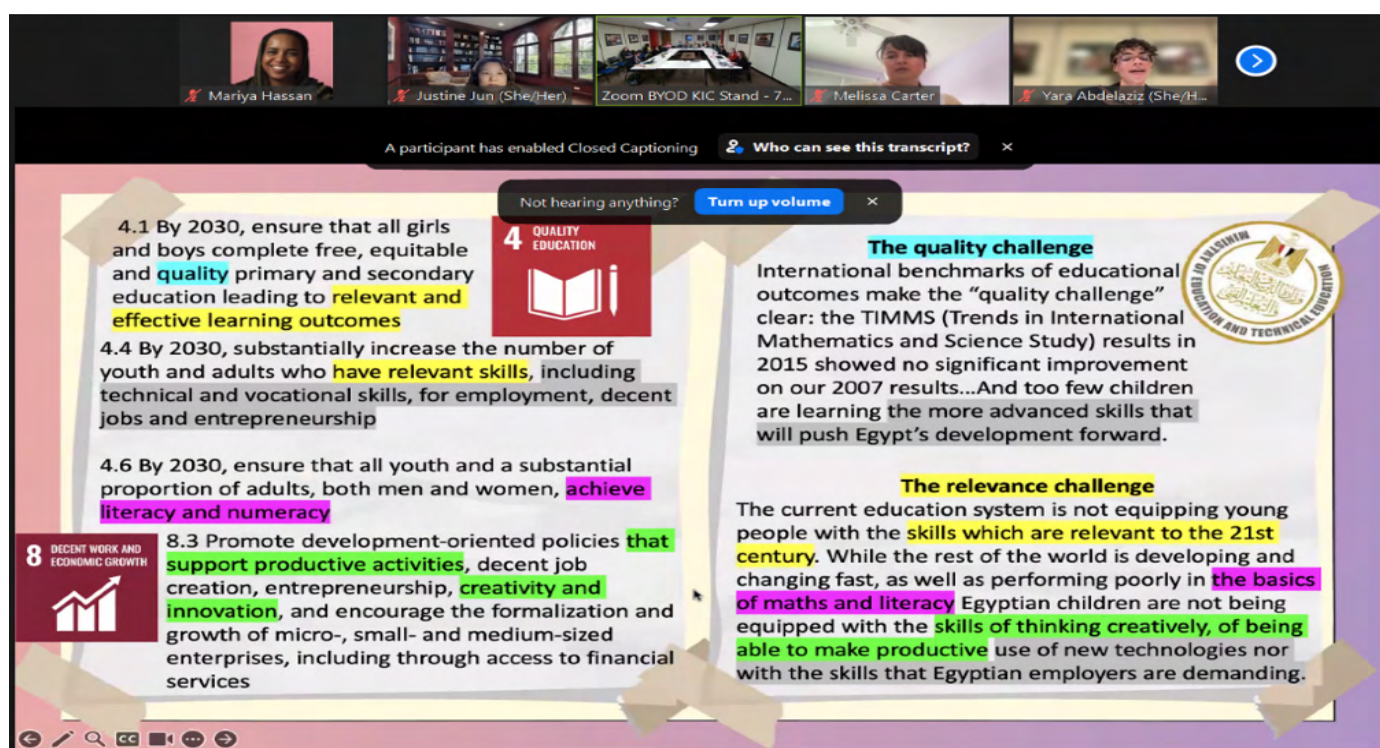 Mariya Hassan
Justine Jun (She/Her)
Zoom BYOD KIC Stand - 7...
Melissa Carter
Yara Abdelaziz (She/H...
A participant has enabled Closed Captioning
Who can see this transcript?
Not hearing anything?
Turn up volume
4.1 By 2030, ensure that all girls
and boys complete free, equitable
and quality primary and secondary
education leading to relevant and
effective learning outcomes
4 QUALITY
EDUCATION
4.4 By 2030, substantially increase the number of
youth and adults who have relevant skills, including
technical and vocational skills, for employment, decent
jobs and entrepreneurship
4.6 By 2030, ensure that all youth and a substantial
proportion of adults, both men and women, achieve
literacy and numeracy
8 DECENT WORK AND
ECONOMIC GROWTH
8.3 Promote development-oriented policies that
support productive activities, decent job
creation, entrepreneurship, creativity and
innovation, and encourage the formalization and
growth of micro-, small- and medium-sized
enterprises, including through access to financial
services
The quality challenge
International benchmarks of educational
outcomes make the “quality challenge”
clear: the TIMMS (Trends in International
Mathematics and Science Study) results in
2015 showed no significant improvement
on our 2007 results...And too few children
are learning the more advanced skills that
will push Egypt’s development forward.
MINISTRY OF EDUCATION AND TECHNICAL EDUCATION
The relevance challenge
The current education system is not equipping young
people with the skills which are relevant to the 21st
century. While the rest of the world is developing and
changing fast, as well as performing poorly in the basics
of maths and literacy Egyptian children are not being
equipped with the skills of thinking creatively, of being
able to make productive use of new technologies nor
with the skills that Egyptian employers are demanding.
CC